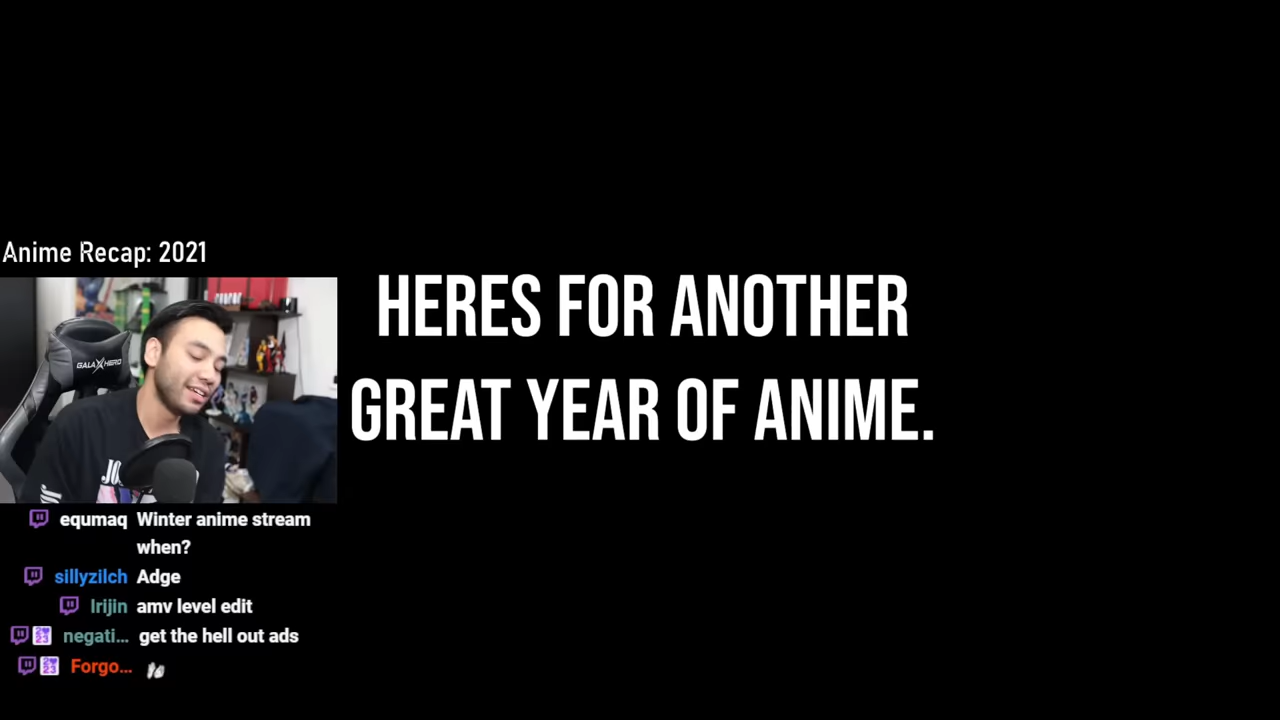 Anime Recap: 2021
HERES FOR ANOTHER
GREAT YEAR OF ANIME.
GALAXHERO
JO
equmaq Winter anime stream
when?
sillyzilch Adge
lrijin amv level edit
negati... get the hell out ads
Forgo...